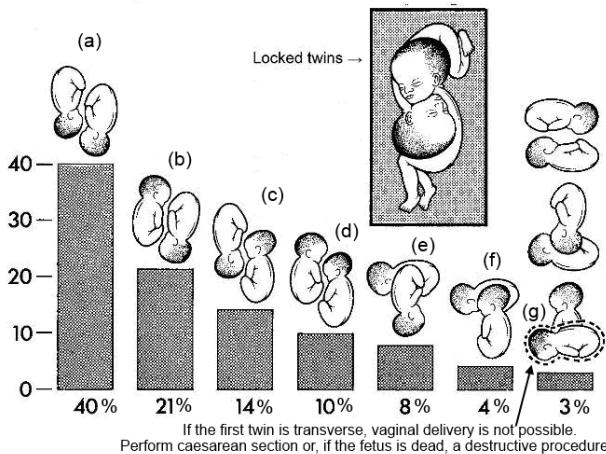 (a)
Locked twins →
(b)
(c)
(d)
(e)
(f)
(g)
40
30
20
10
0
40% 21% 14% 10% 8% 4% 3%
If the first twin is transverse, vaginal delivery is not possible.
Perform caesarean section or, if the fetus is dead, a destructive procedure